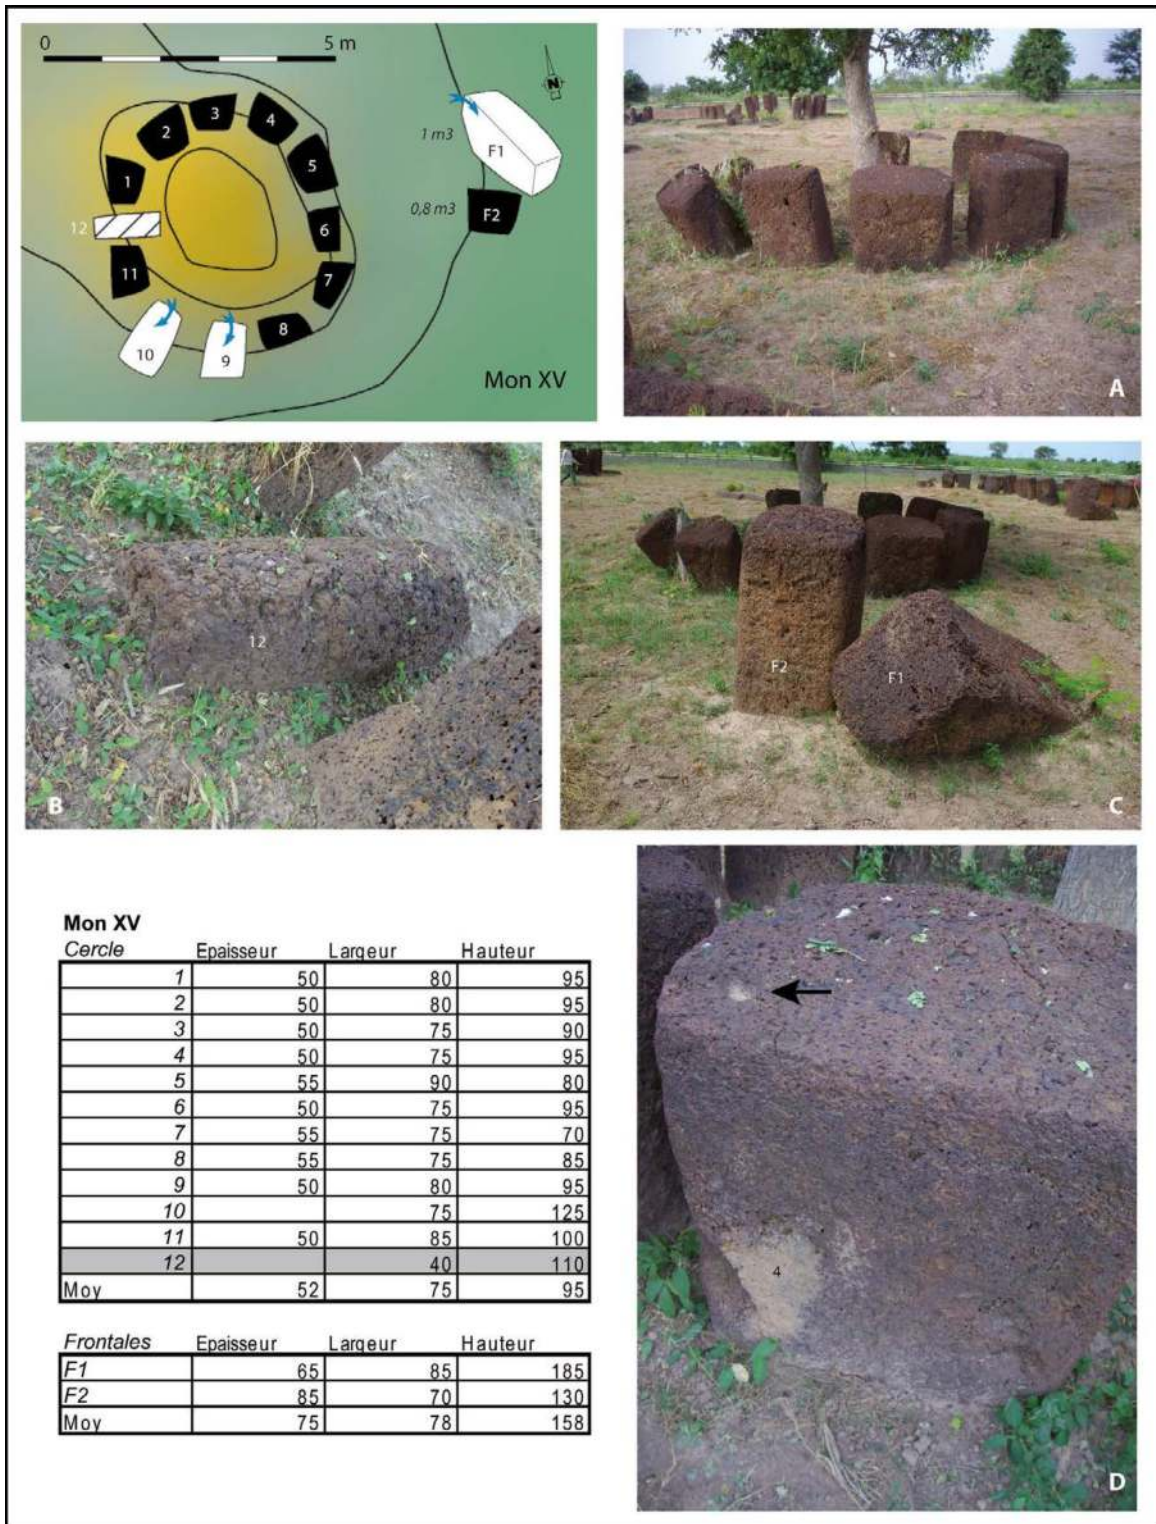 0 5 m
N
1 m3
F1
0,8 m3
F2
1
2
3
4
5
6
7
8
9
10
11
12
Mon XV
A
12
B
F2
F1
C
Mon XV
Cercle Epaisseur Largeur Hauteur
1 50 80 95
2 50 80 95
3 50 75 90
4 50 75 95
5 55 90 80
6 50 75 95
7 55 75 70
8 55 75 85
9 50 80 95
10 75 125
11 50 85 100
12 40 110
Moy 52 75 95
Frontales Epaisseur Largeur Hauteur
F1 65 85 185
F2 85 70 130
Moy 75 78 158
4
D